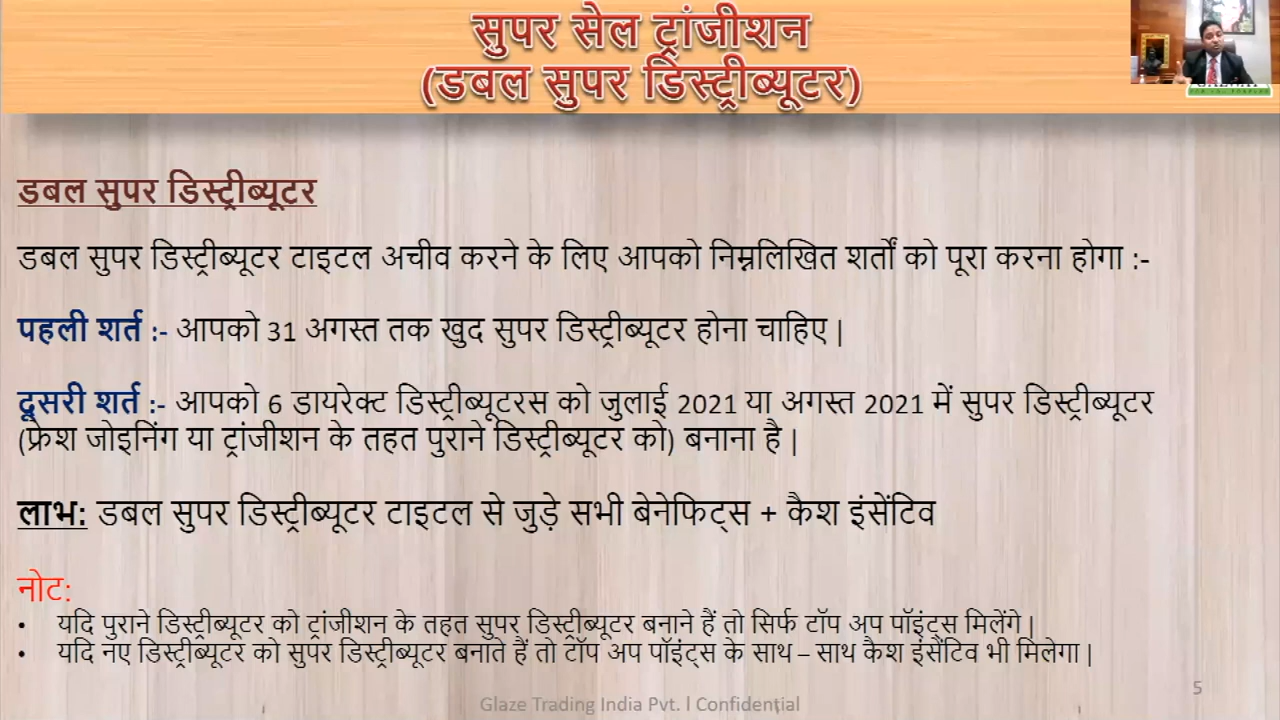 सुपर सेल ट्रांजीशन
(डबल सुपर डिस्ट्रीब्यूटर)
डबल सुपर डिस्ट्रीब्यूटर
डबल सुपर डिस्ट्रीब्यूटर टाइटल अचीव करने के लिए आपको निम्नलिखित शर्तों को पूरा करना होगा :-
पहली शर्त :- आपको 31 अगस्त तक खुद सुपर डिस्ट्रीब्यूटर होना चाहिए |
दूसरी शर्त :- आपको 6 डायरेक्ट डिस्ट्रीब्यूटरस को जुलाई 2021 या अगस्त 2021 में सुपर डिस्ट्रीब्यूटर
(फ्रेश जोइनिंग या ट्रांजीशन के तहत पुराने डिस्ट्रीब्यूटर को) बनाना है |
लाभ: डबल सुपर डिस्ट्रीब्यूटर टाइटल से जुड़े सभी बेनेफिट्स + कैश इंसेंटिव
नोट:
• यदि पुराने डिस्ट्रीब्यूटर को ट्रांजीशन के तहत सुपर डिस्ट्रीब्यूटर बनाने हैं तो सिर्फ टॉप अप पॉइंट्स मिलेंगे |
• यदि नए डिस्ट्रीब्यूटर को सुपर डिस्ट्रीब्यूटर बनाते हैं तो टॉप अप पॉइंट्स के साथ – साथ कैश इंसेंटिव भी मिलेगा |
5
Glaze Trading India Pvt. l Confidential